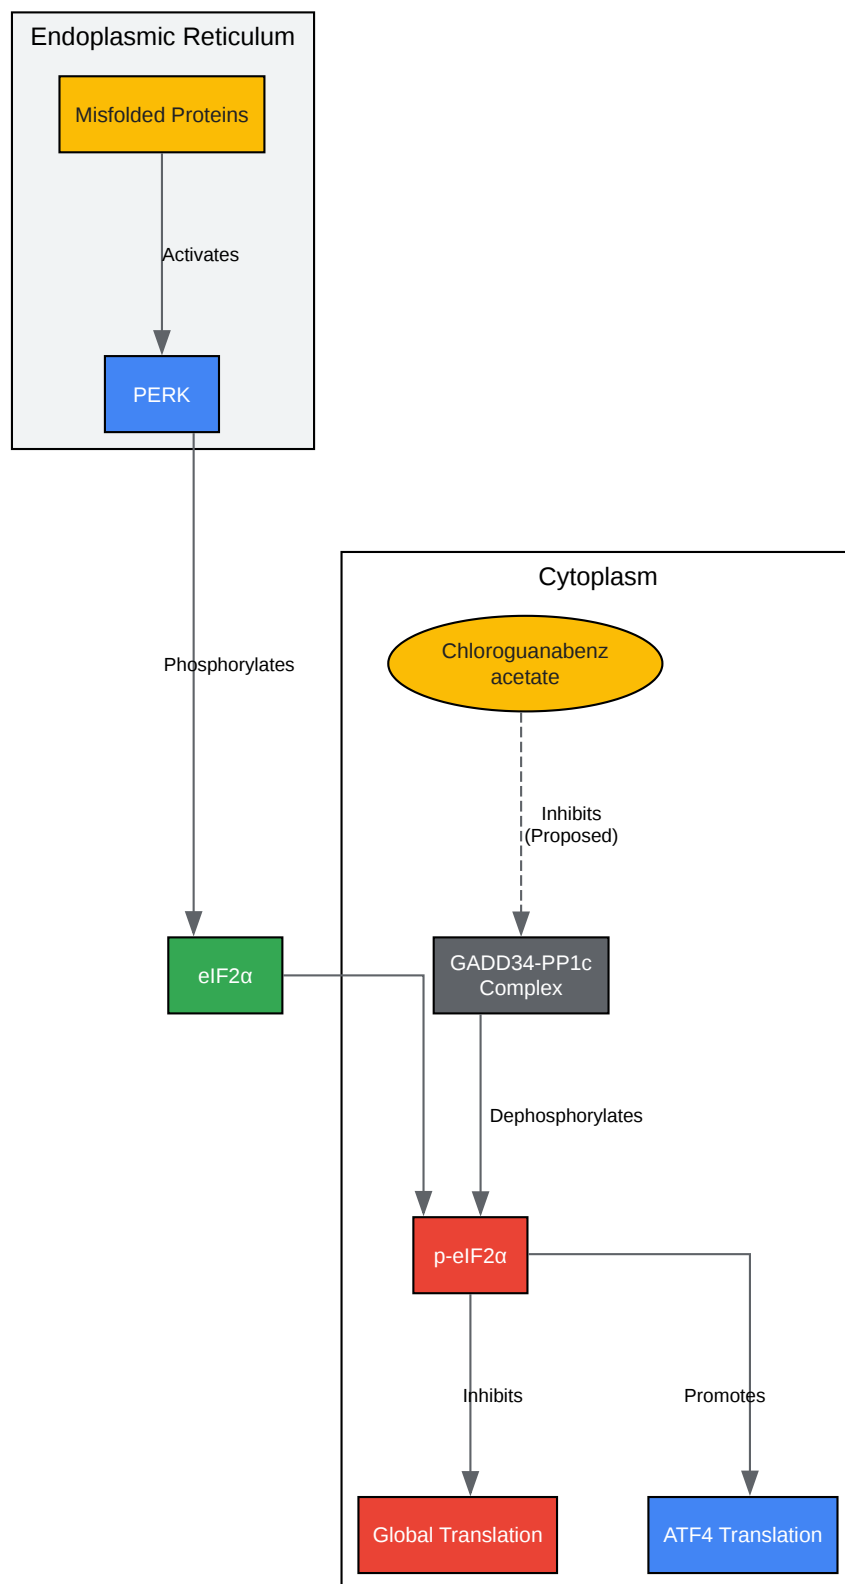 Endoplasmic Reticulum
Misfolded Proteins
Activates
PERK
Phosphorylates
Cytoplasm
Chloroguanabenz
acetate
Inhibits
(Proposed)
eIF2α
GADD34-PP1c
Complex
Dephosphorylates
p-eIF2α
Inhibits
Promotes
Global Translation
ATF4 Translation